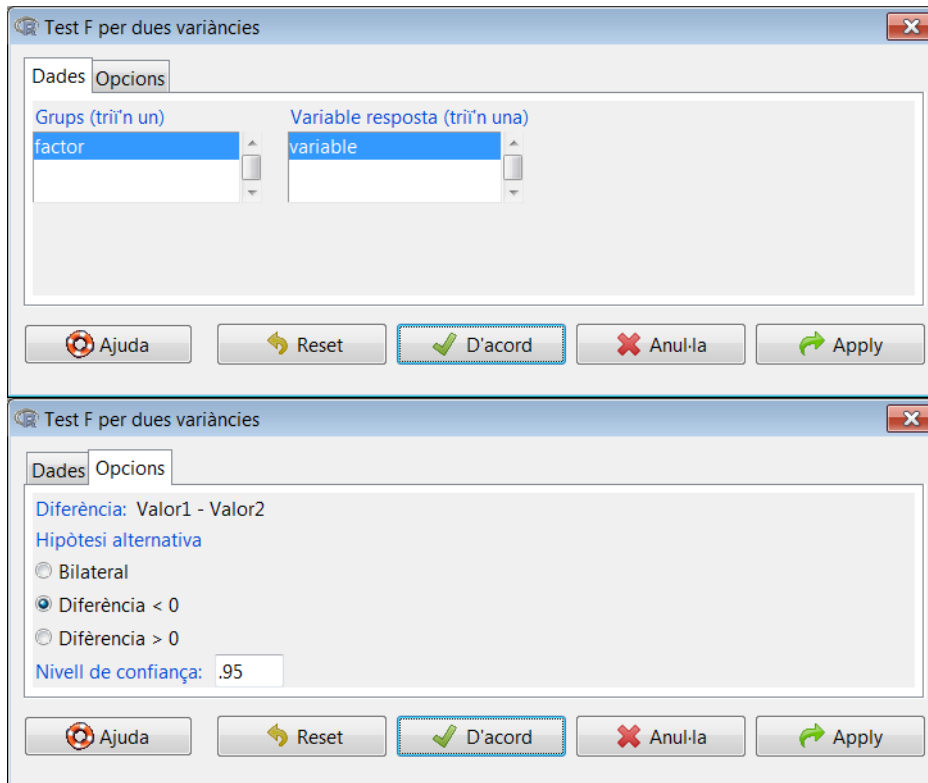 Test F per dues variàncies
Dades Opcions
Grups (triï'n un) Variable resposta (triï'n una)
factor variable
Ajuda Reset D'acord Anul·la Apply
Test F per dues variàncies
Dades Opcions
Diferència: Valor1 - Valor2
Hipòtesi alternativa
Bilateral
Diferència < 0
Difèrencia > 0
Nivell de confiança: .95
Ajuda Reset D'acord Anul·la Apply